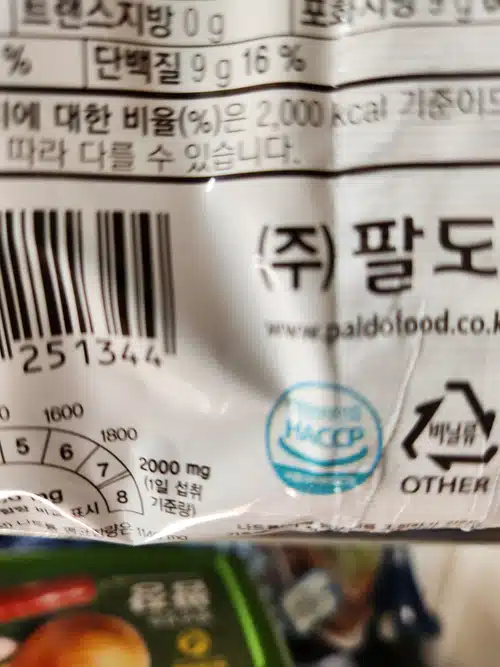 트랜스지방 0 g
% 단백질 9 g 16 %
에 대한 비율(%)은 2,000 kcal 기준이므
따라 다를 수 있습니다.
(주) 팔도
www.paldofood.co.k
251344
1600
1800
5 6 7 8
2000 mg
(1일 섭취
기준량)
HACCP
비닐류
OTHER